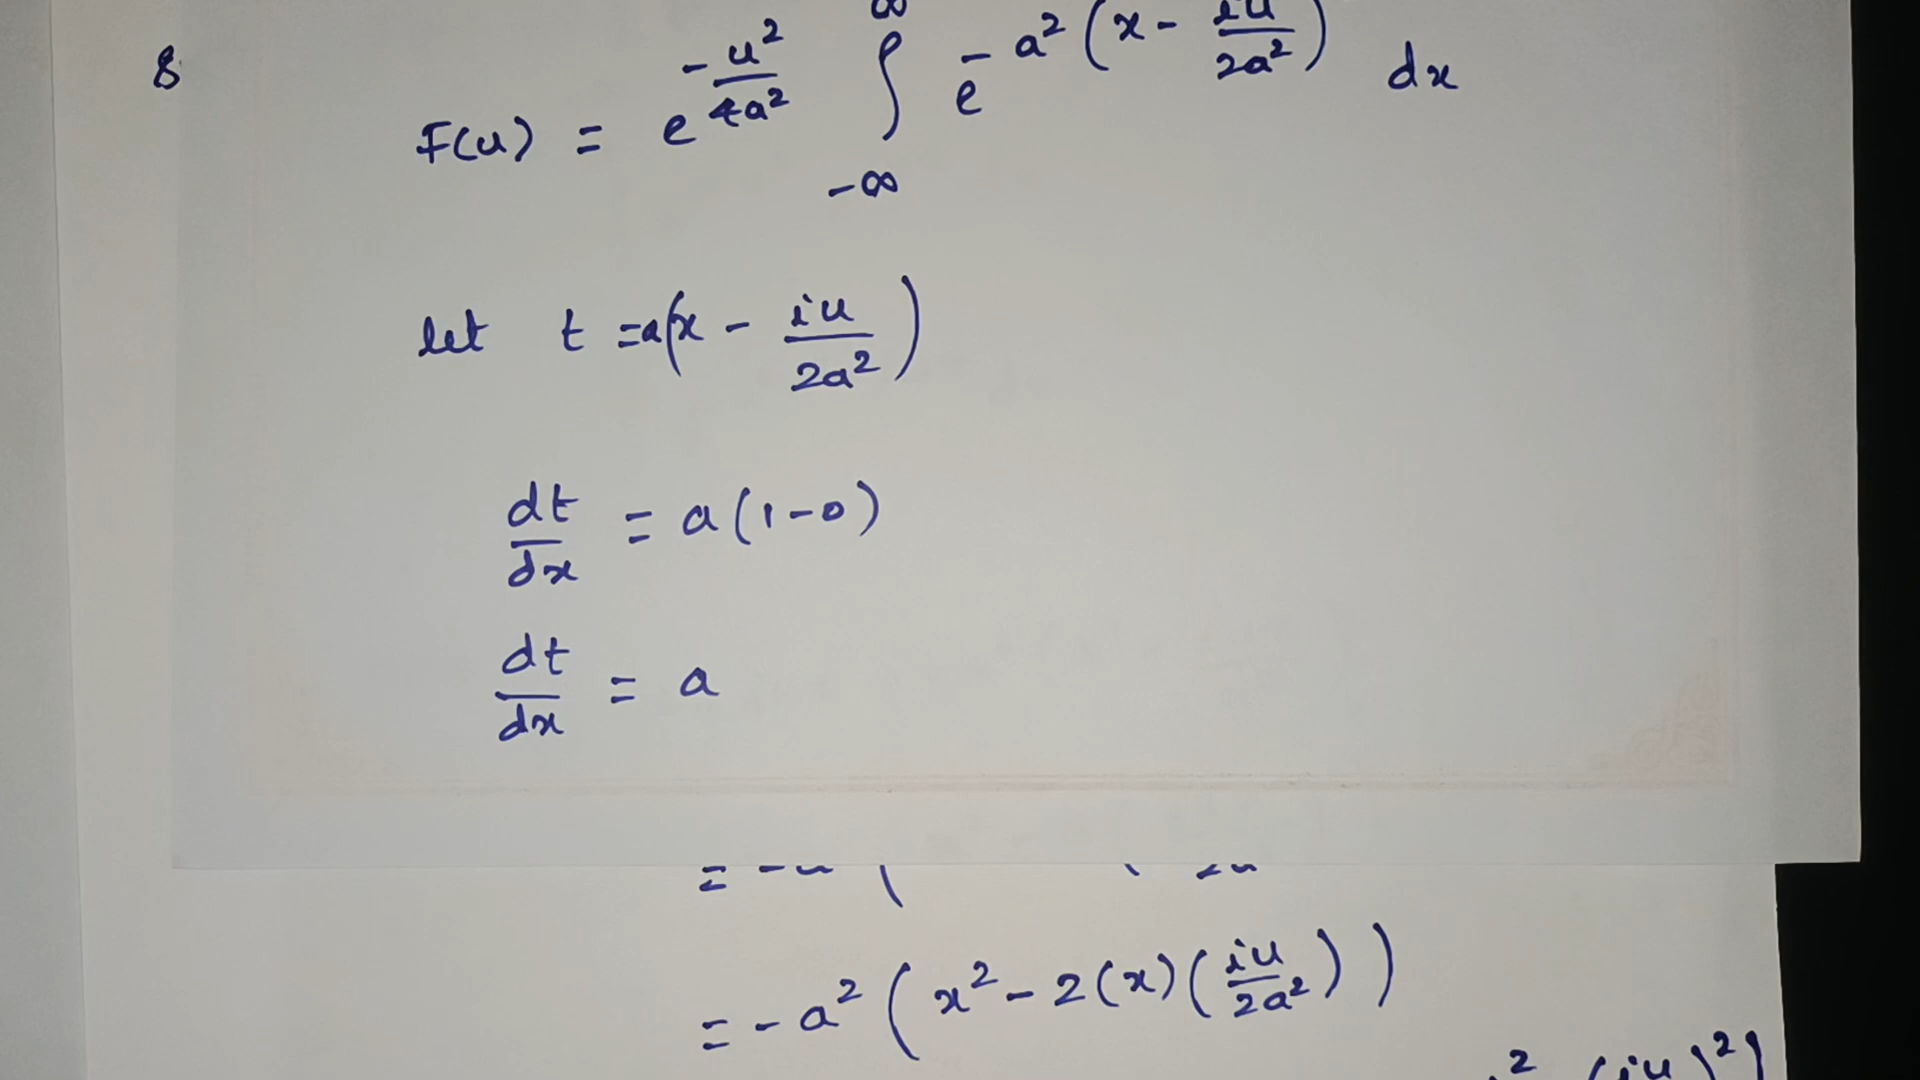 8
F(u) = e^{-u²/4a²} ∫_{-∞}^{∞} e^{-a²(x - iu/2a²)} dx
let t = a(x - iu/2a²)
dt/dx = a(1-0)
dt/dx = a
= -a² (x² - 2(x)(iu/2a²))